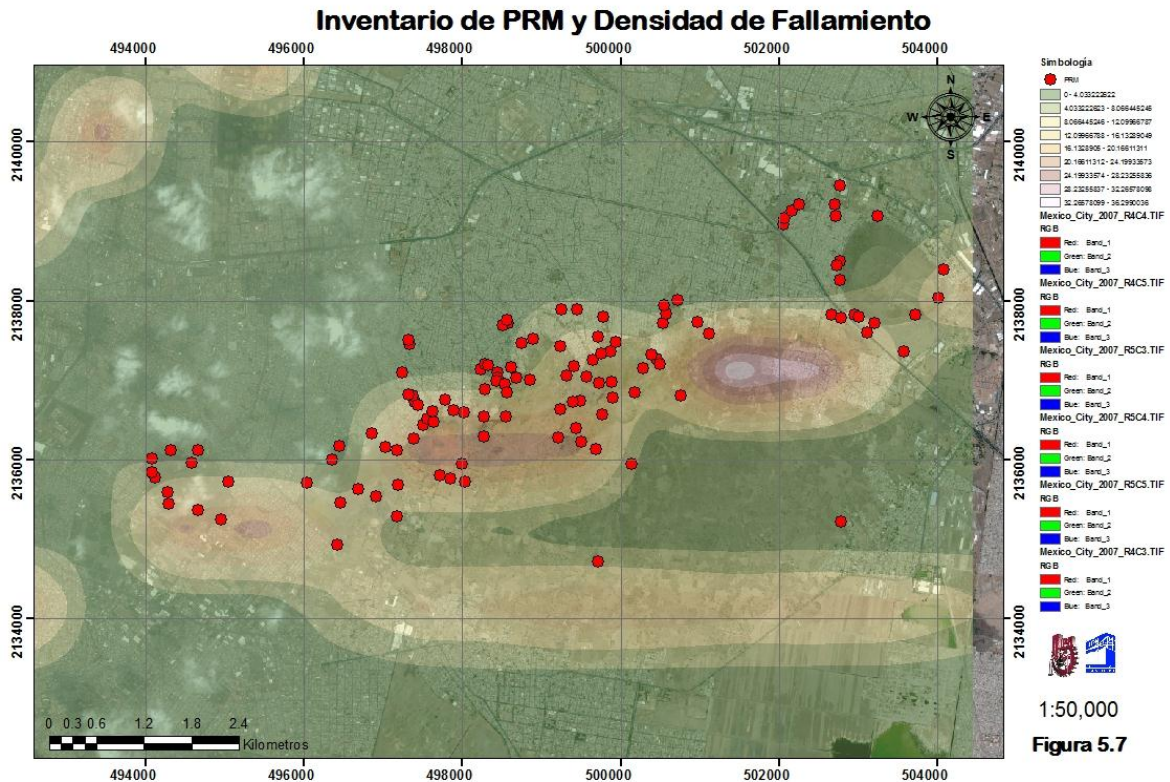 Inventario de PRM y Densidad de Fallamiento
494000 496000 498000 500000 502000 504000
2140000
2138000
2136000
2134000
2140000
2138000
2136000
2134000
N
W E
S
0 0.3 0.6 1.2 1.8 2.4
Kilometros
494000 496000 498000 500000 502000 504000
Simbología
PRM
0 - 4.033222622
4.033222623 - 8.066445245
8.066445246 - 12.09966787
12.09966788 - 16.13289049
16.1328905 - 20.16611311
20.16611312 - 24.19933573
24.19933574 - 28.23255836
28.23255837 - 32.26578098
32.26578099 - 36.2990036
Mexico_City_2007_R4C4.TIF
RGB
Red: Band_1
Green: Band_2
Blue: Band_3
Mexico_City_2007_R4C5.TIF
RGB
Red: Band_1
Green: Band_2
Blue: Band_3
Mexico_City_2007_R5C3.TIF
RGB
Red: Band_1
Green: Band_2
Blue: Band_3
Mexico_City_2007_R5C4.TIF
RGB
Red: Band_1
Green: Band_2
Blue: Band_3
Mexico_City_2007_R5C5.TIF
RGB
Red: Band_1
Green: Band_2
Blue: Band_3
Mexico_City_2007_R4C3.TIF
RGB
Red: Band_1
Green: Band_2
Blue: Band_3
1:50,000
Figura 5.7